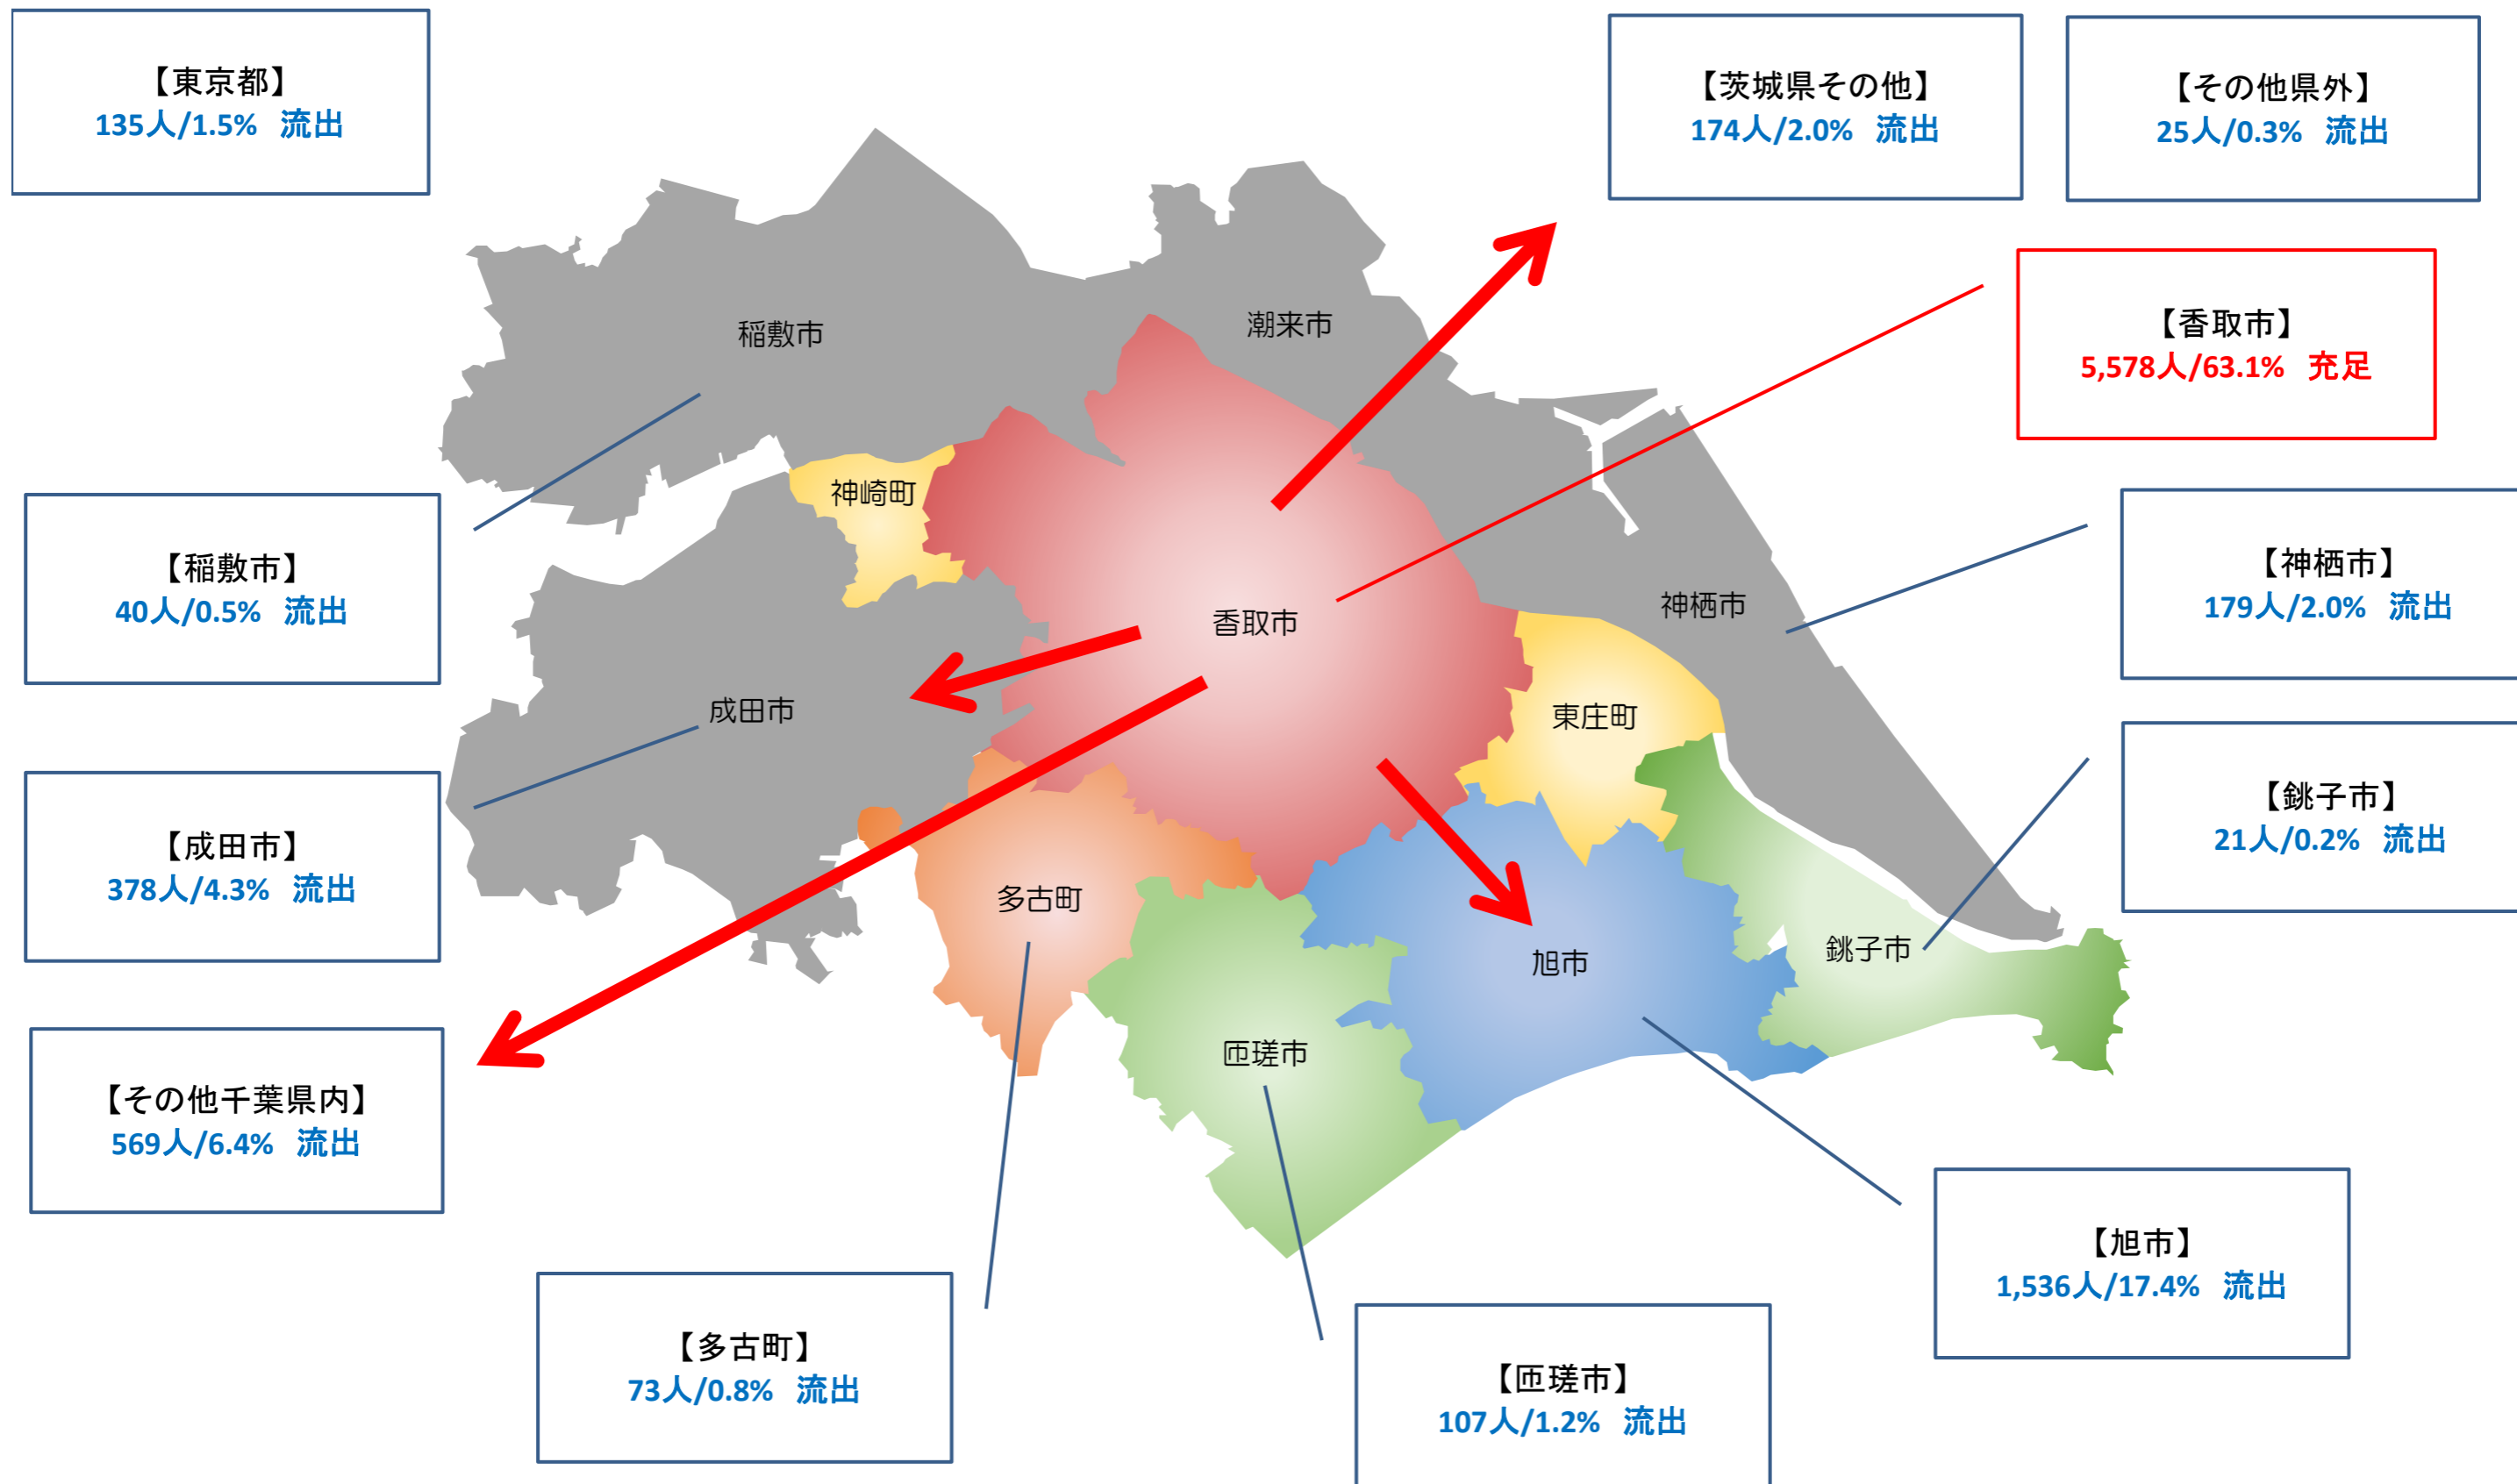 【東京都】
135人/1.5% 流出
【茨城県その他】
174人/2.0% 流出
【その他県外】
25人/0.3% 流出
【香取市】
5,578人/63.1% 充足
稲敷市
潮来市
神崎町
【稲敷市】
40人/0.5% 流出
【神栖市】
179人/2.0% 流出
香取市
神栖市
成田市
東庄町
【成田市】
378人/4.3% 流出
【銚子市】
21人/0.2% 流出
多古町
旭市
銚子市
匝瑳市
【その他千葉県内】
569人/6.4% 流出
【旭市】
1,536人/17.4% 流出
【多古町】
73人/0.8% 流出
【匝瑳市】
107人/1.2% 流出